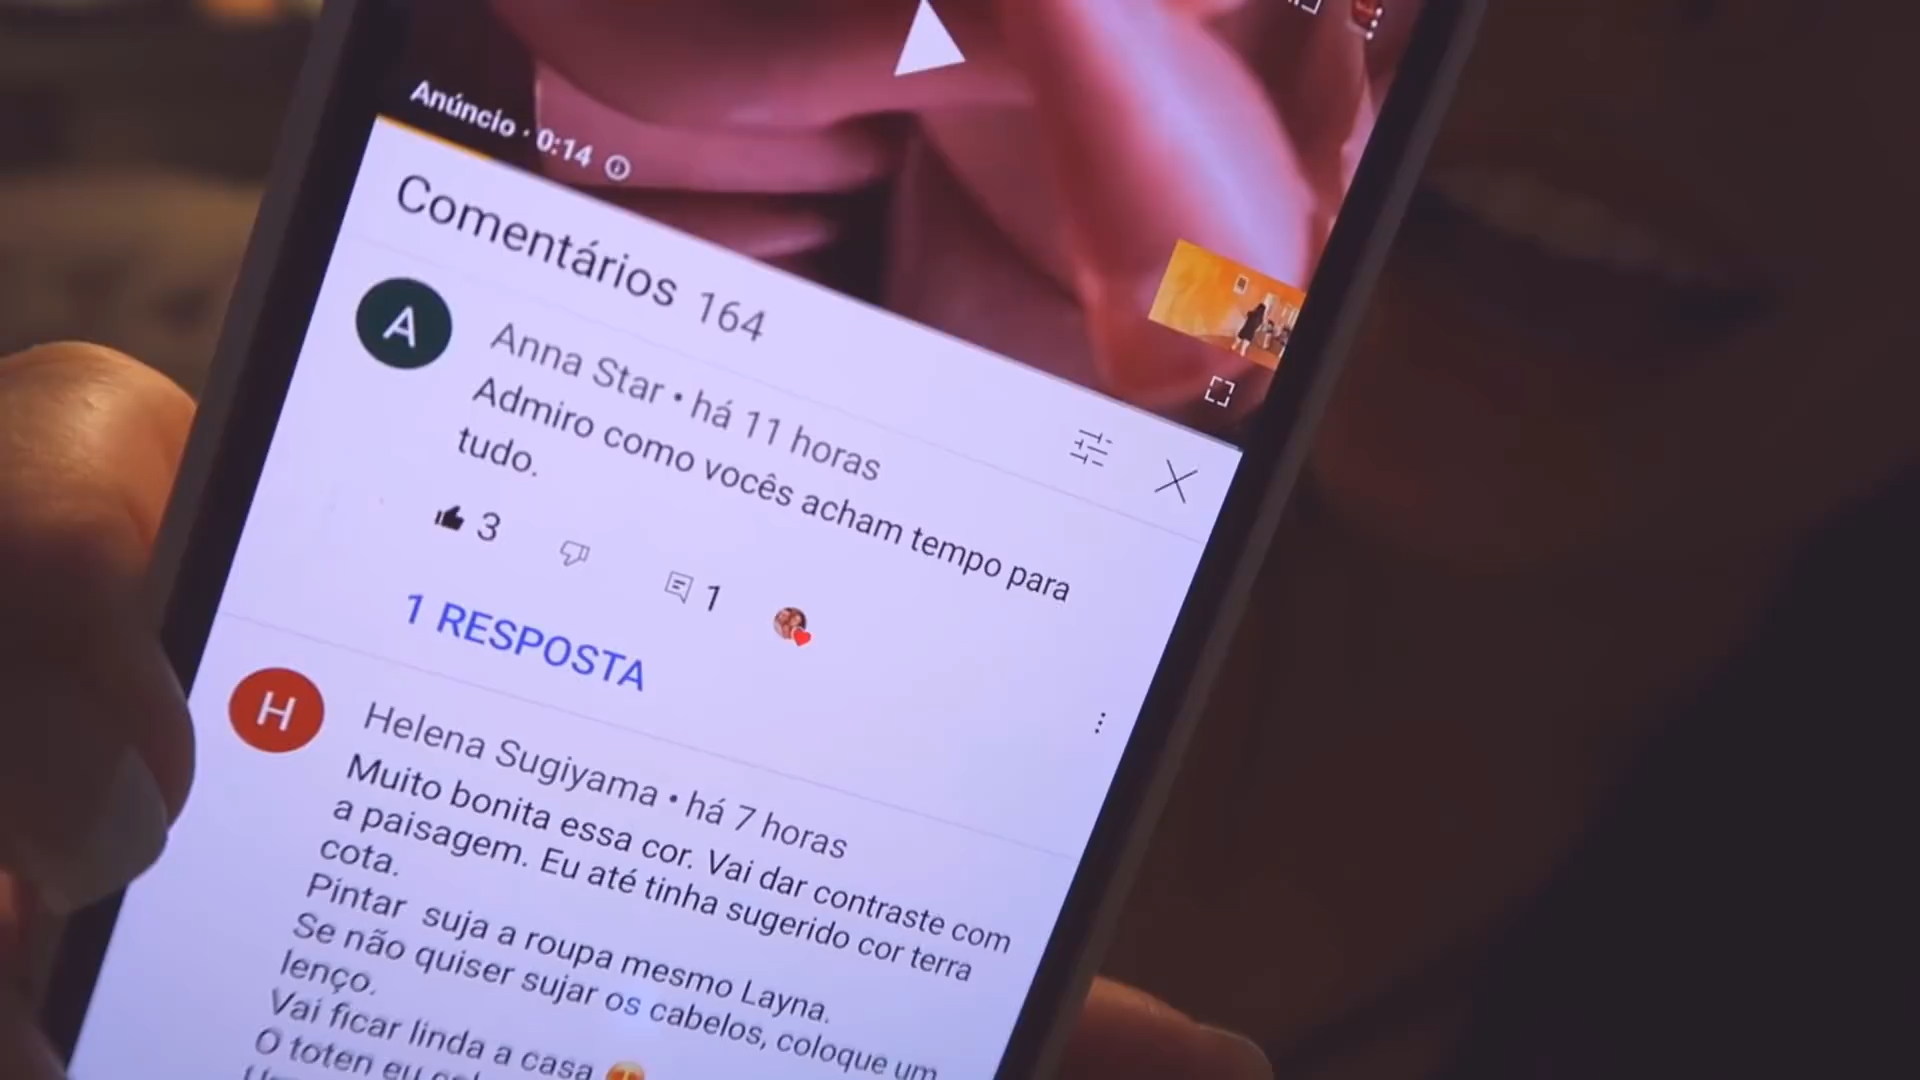 Anúncio · 0:14
Comentários 164
A
Anna Star • há 11 horas
Admiro como vocês acham tempo para
tudo.
3
1
1 RESPOSTA
H
Helena Sugiyama • há 7 horas
Muito bonita essa cor. Vai dar contraste com
a paisagem. Eu até tinha sugerido cor terra
cota.
Pintar suja a roupa mesmo Layna.
Se não quiser sujar os cabelos, coloque um
lenço.
Vai ficar linda a casa
O toten eu